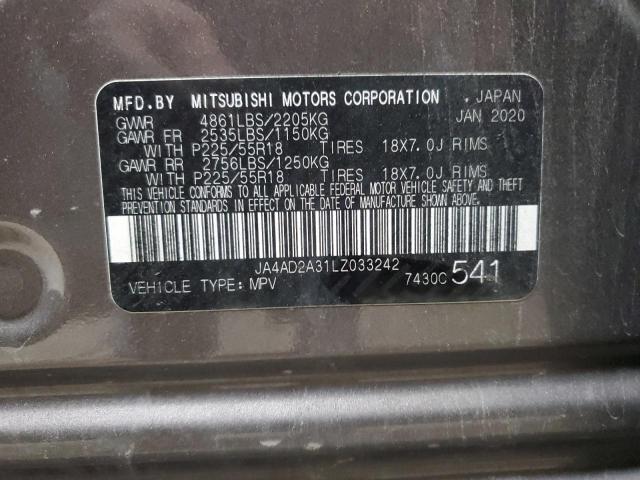 MFD.BY MITSUBISHI MOTORS CORPORATION , JAPAN
GVWR 4861LBS/2205KG JAN 2020
GAWR FR 2535LBS/1150KG
WITH P225/55R18 TIRES 18X7.0J RIMS
GAWR RR 2756LBS/1250KG
WITH P225/55R18 TIRES 18X7.0J RIMS
THIS VEHICLE CONFORMS TO ALL APPLICABLE FEDERAL MOTOR VEHICLE SAFETY AND THEFT
PREVENTION STANDARDS IN EFFECT ON THE DATE OF MANUFACTURE SHOWN ABOVE.
JA4AD2A31LZ033242
VEHICLE TYPE: MPV 7430C 541